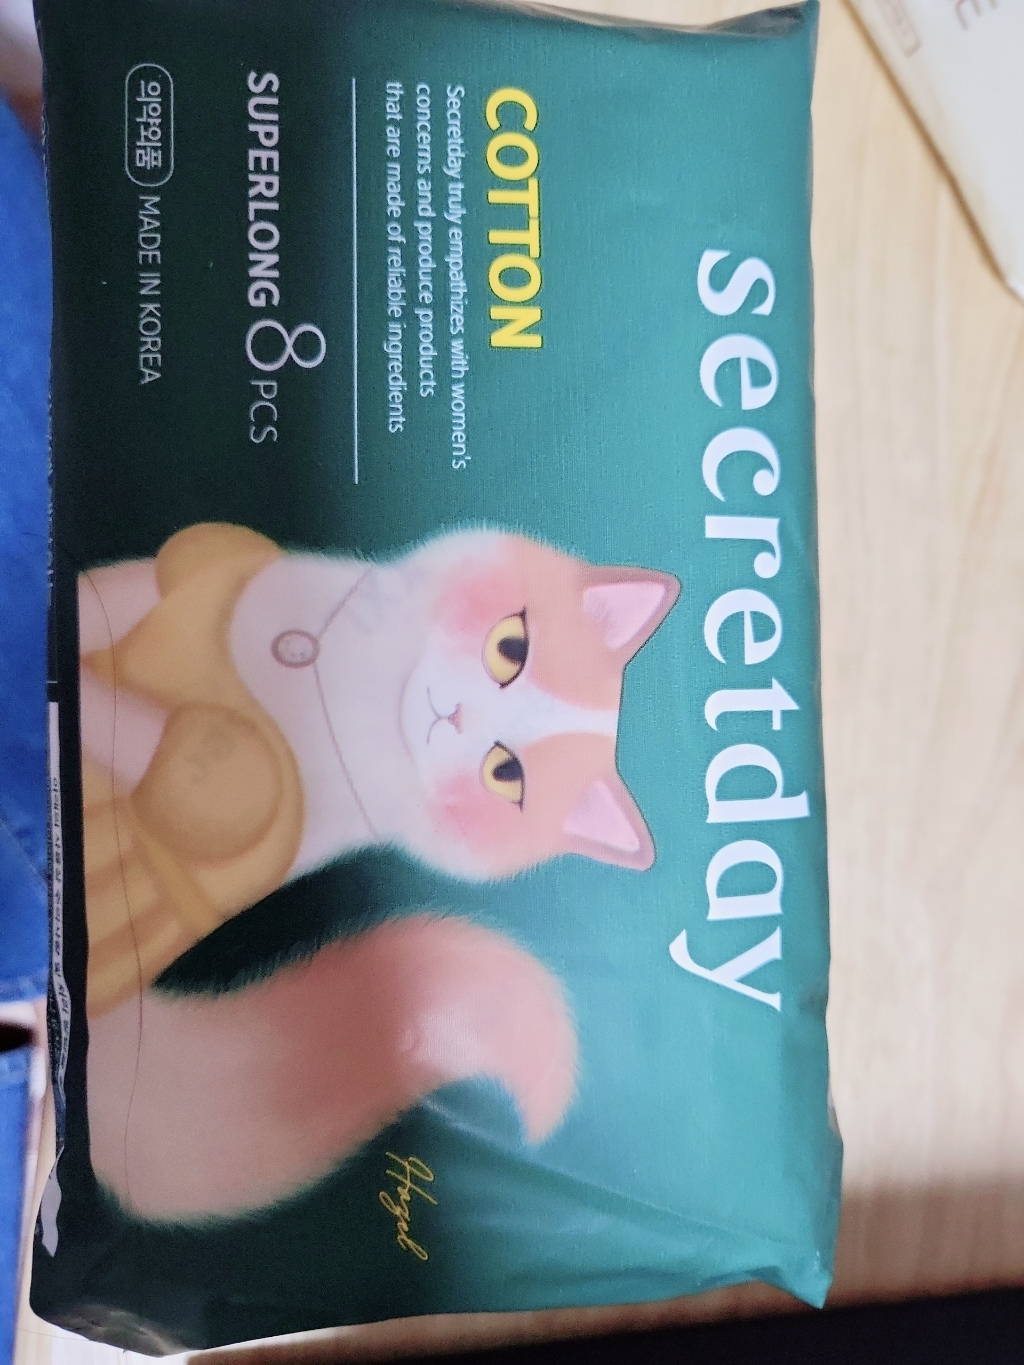 secretday
COTTON
Secretday truly empathizes with women's
concerns and produce products
that are made of reliable ingredients
SUPERLONG 8 PCS
의약외품 MADE IN KOREA
Hazel